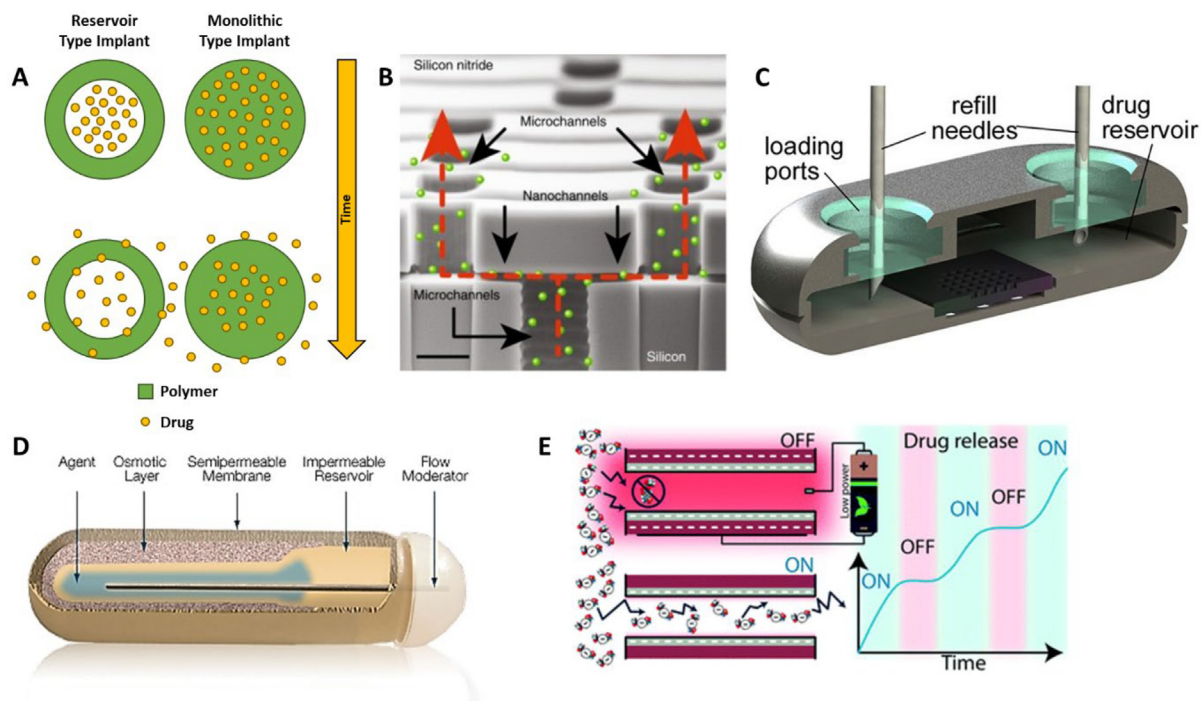 Reservoir
Type Implant
Monolithic
Type Implant
A
Time
Polymer
Drug
B
Silicon nitride
Microchannels
Nanochannels
Microchannels
Silicon
C
refill
needles
drug
reservoir
loading
ports
D
Agent
Osmotic
Layer
Semipermeable
Membrane
Impermeable
Reservoir
Flow
Moderator
E
OFF
+
Low power
ON
Drug release
ON
OFF
ON
OFF
ON
Time